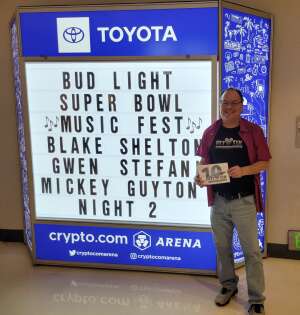 TOYOTA
BUD LIGHT
SUPER BOWL
🎶MUSIC FEST🎶
BLAKE SHELTON
GWEN STEFANI
MICKEY GUYTON
NIGHT 2
crypto.com ARENA
cryptocomarena cryptocomarena